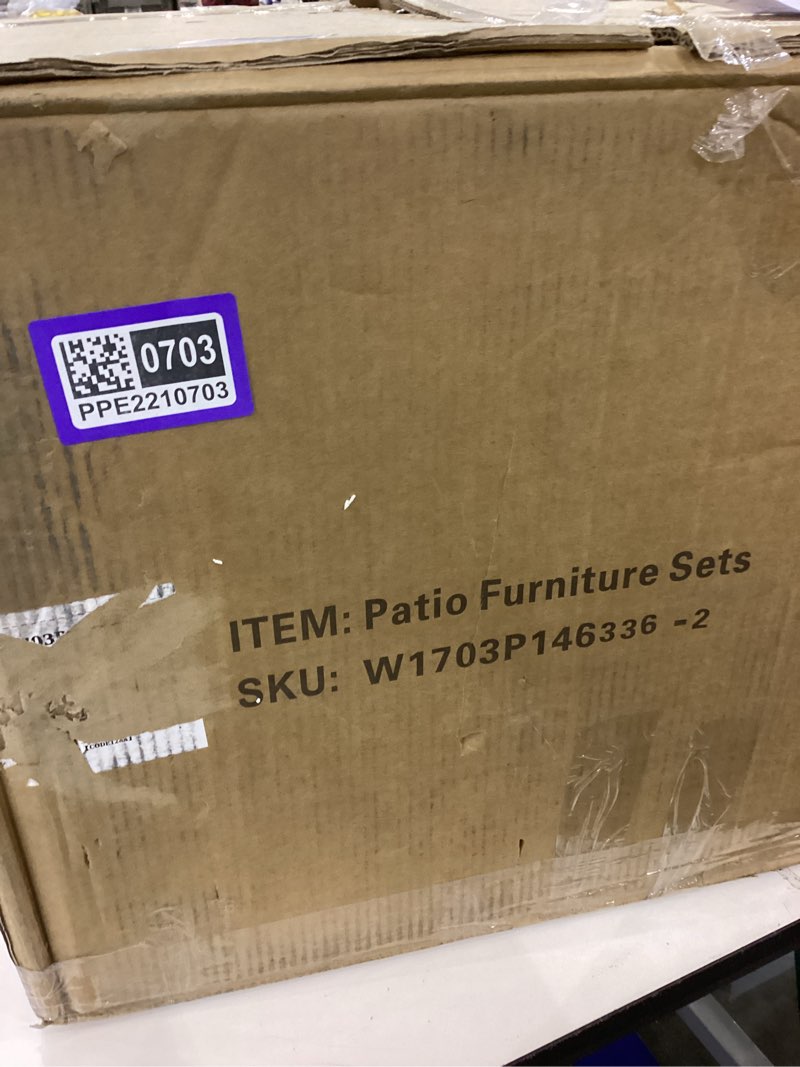 0703
PPE2210703
ITEM: Patio Furniture Sets
SKU: W1703P146336 -2